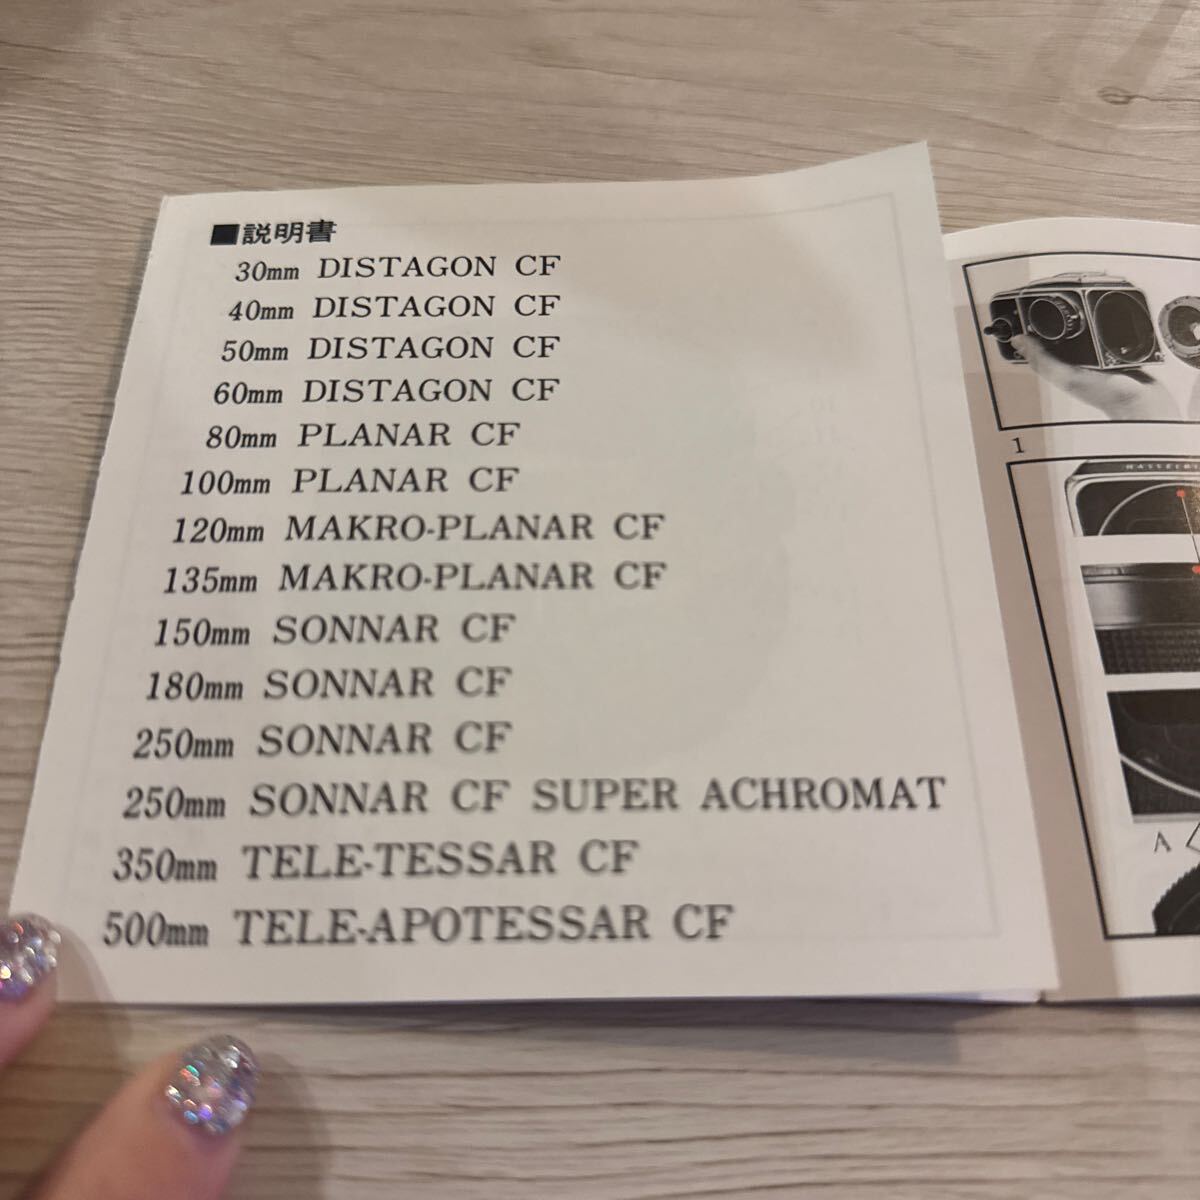 ■説明書
30mm DISTAGON CF
40mm DISTAGON CF
50mm DISTAGON CF
60mm DISTAGON CF
80mm PLANAR CF
100mm PLANAR CF
120mm MAKRO-PLANAR CF
135mm MAKRO-PLANAR CF
150mm SONNAR CF
180mm SONNAR CF
250mm SONNAR CF
250mm SONNAR CF SUPER ACHROMAT
350mm TELE-TESSAR CF
500mm TELE-APOTESSAR CF
1
A